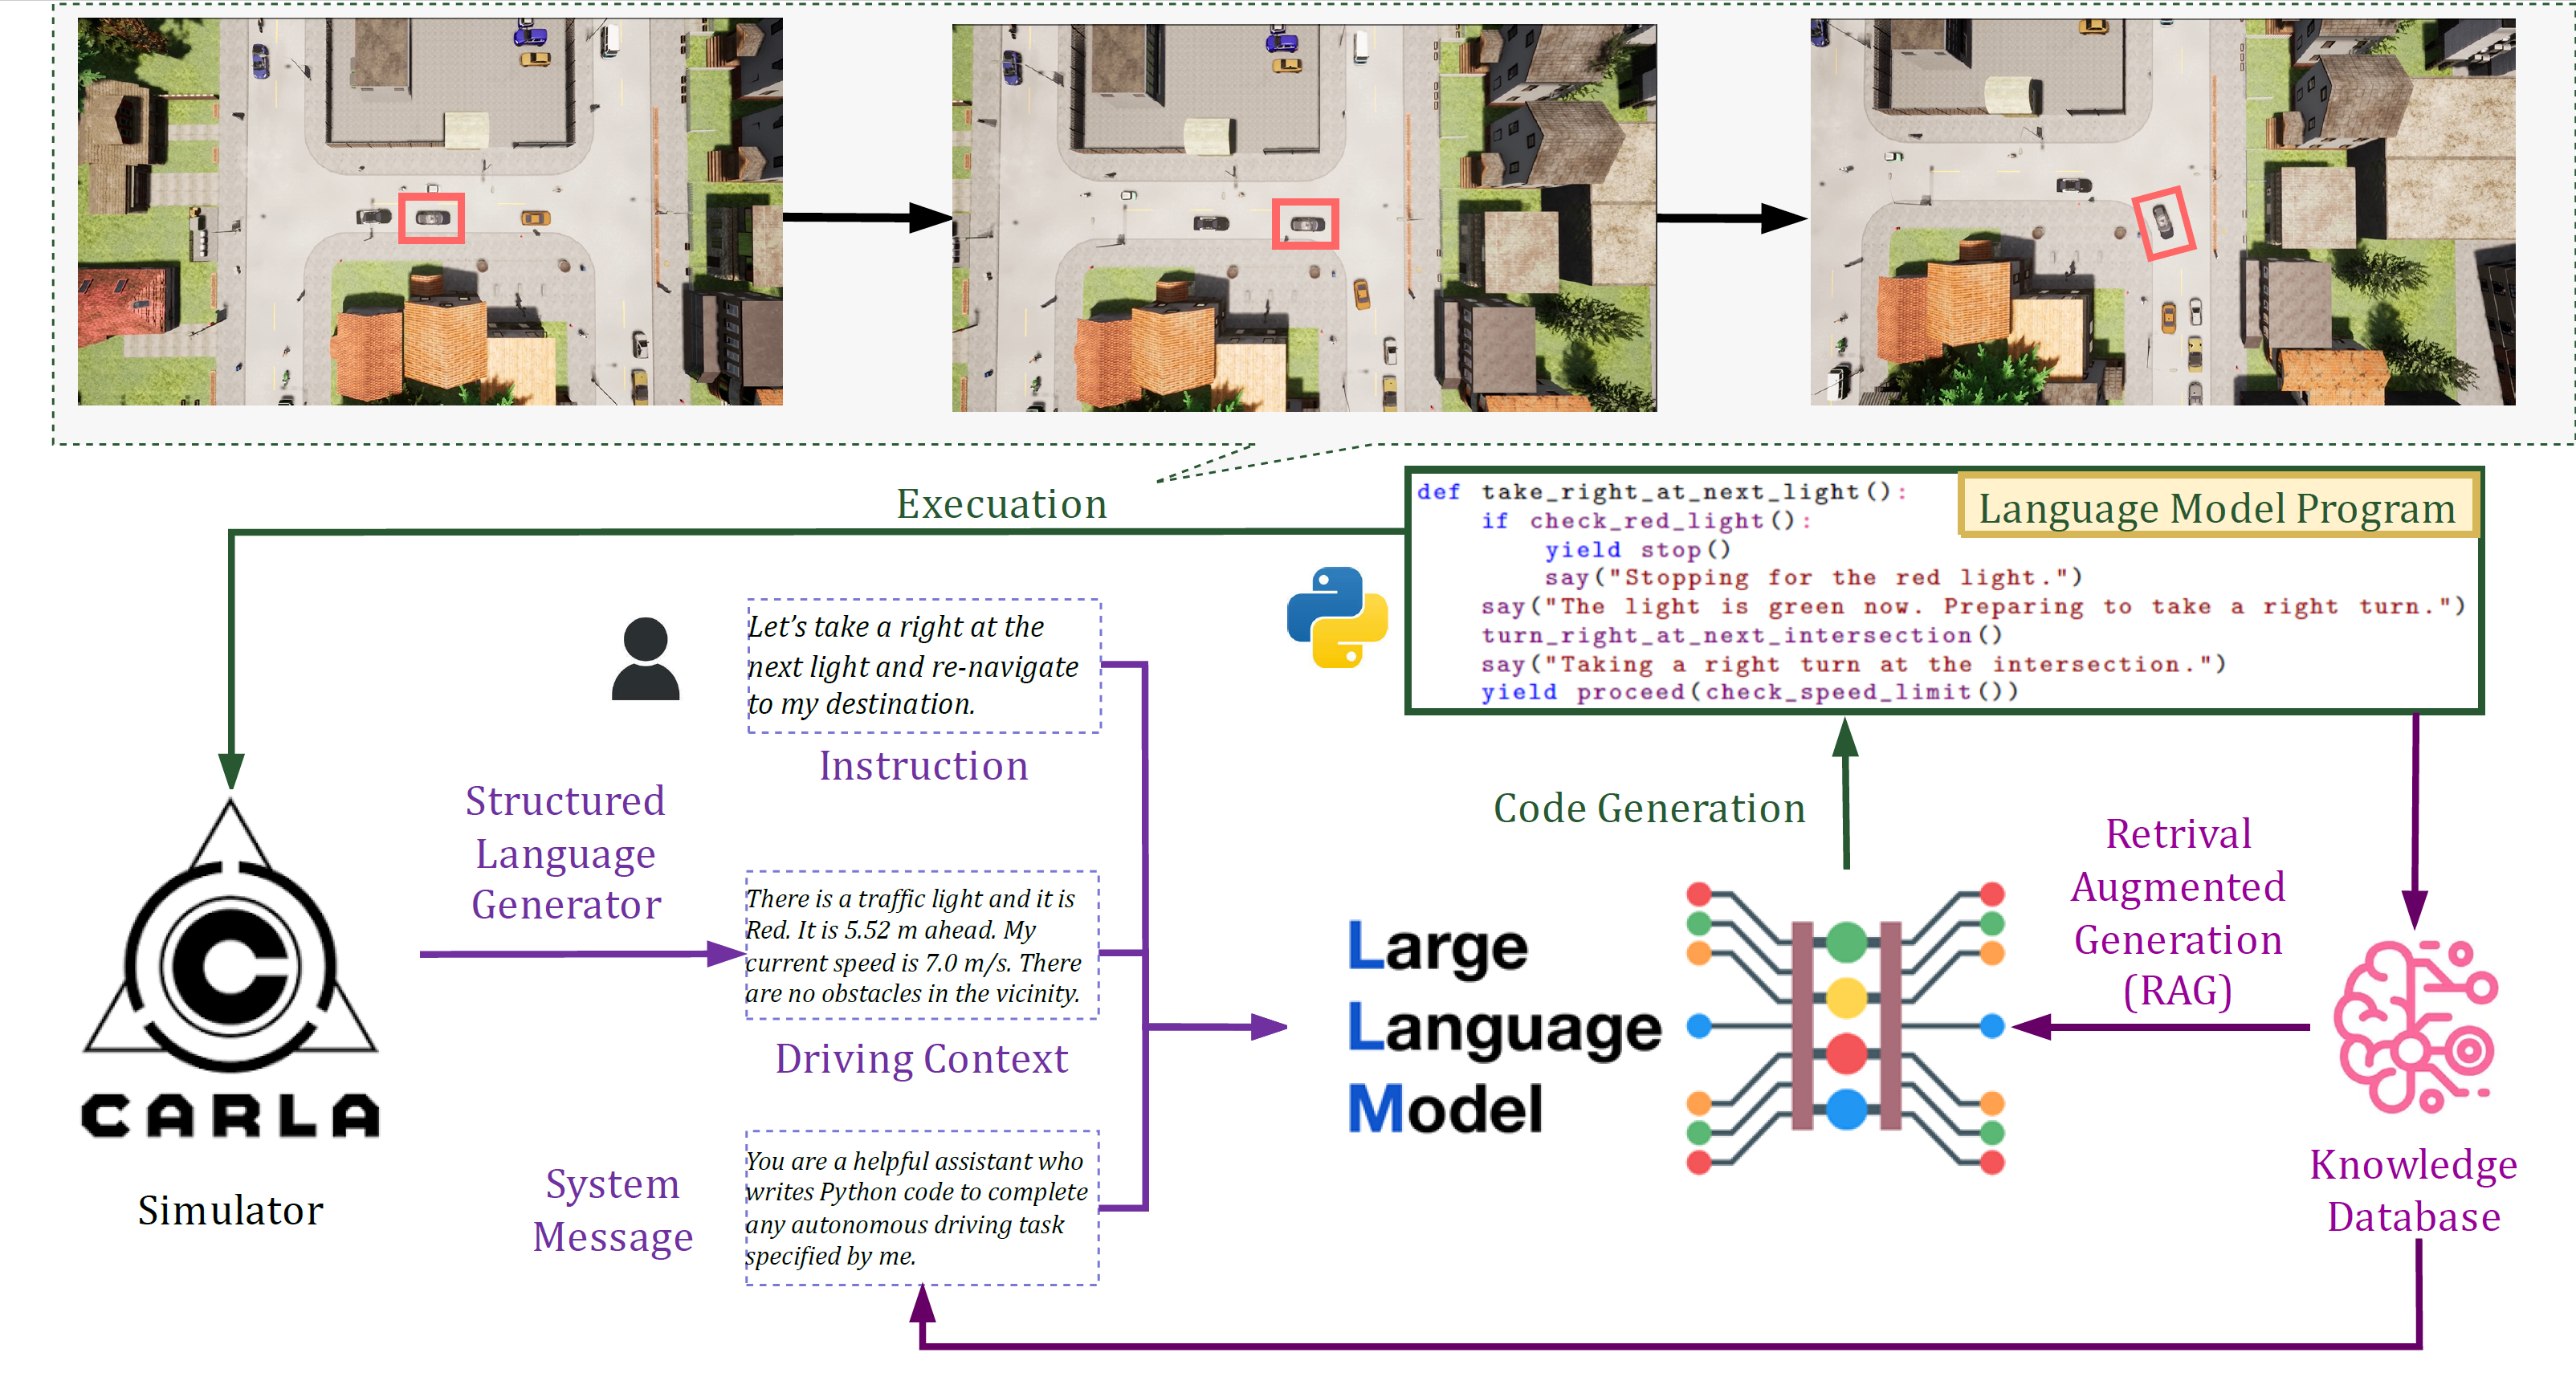 Execuation
def take_right_at_next_light():
if check_red_light():
yield stop()
say("Stopping for the red light.")
say("The light is green now. Preparing to take a right turn.")
turn_right_at_next_intersection()
say("Taking a right turn at the intersection.")
yield proceed(check_speed_limit())
Language Model Program
Let's take a right at the
next light and re-navigate
to my destination.
Instruction
Structured
Language
Generator
There is a traffic light and it is
Red. It is 5.52 m ahead. My
current speed is 7.0 m/s. There
are no obstacles in the vicinity.
Driving Context
System
Message
You are a helpful assistant who
writes Python code to complete
any autonomous driving task
specified by me.
CARLA
Simulator
Code Generation
Large
Language
Model
Retrival
Augmented
Generation
(RAG)
Knowledge
Database